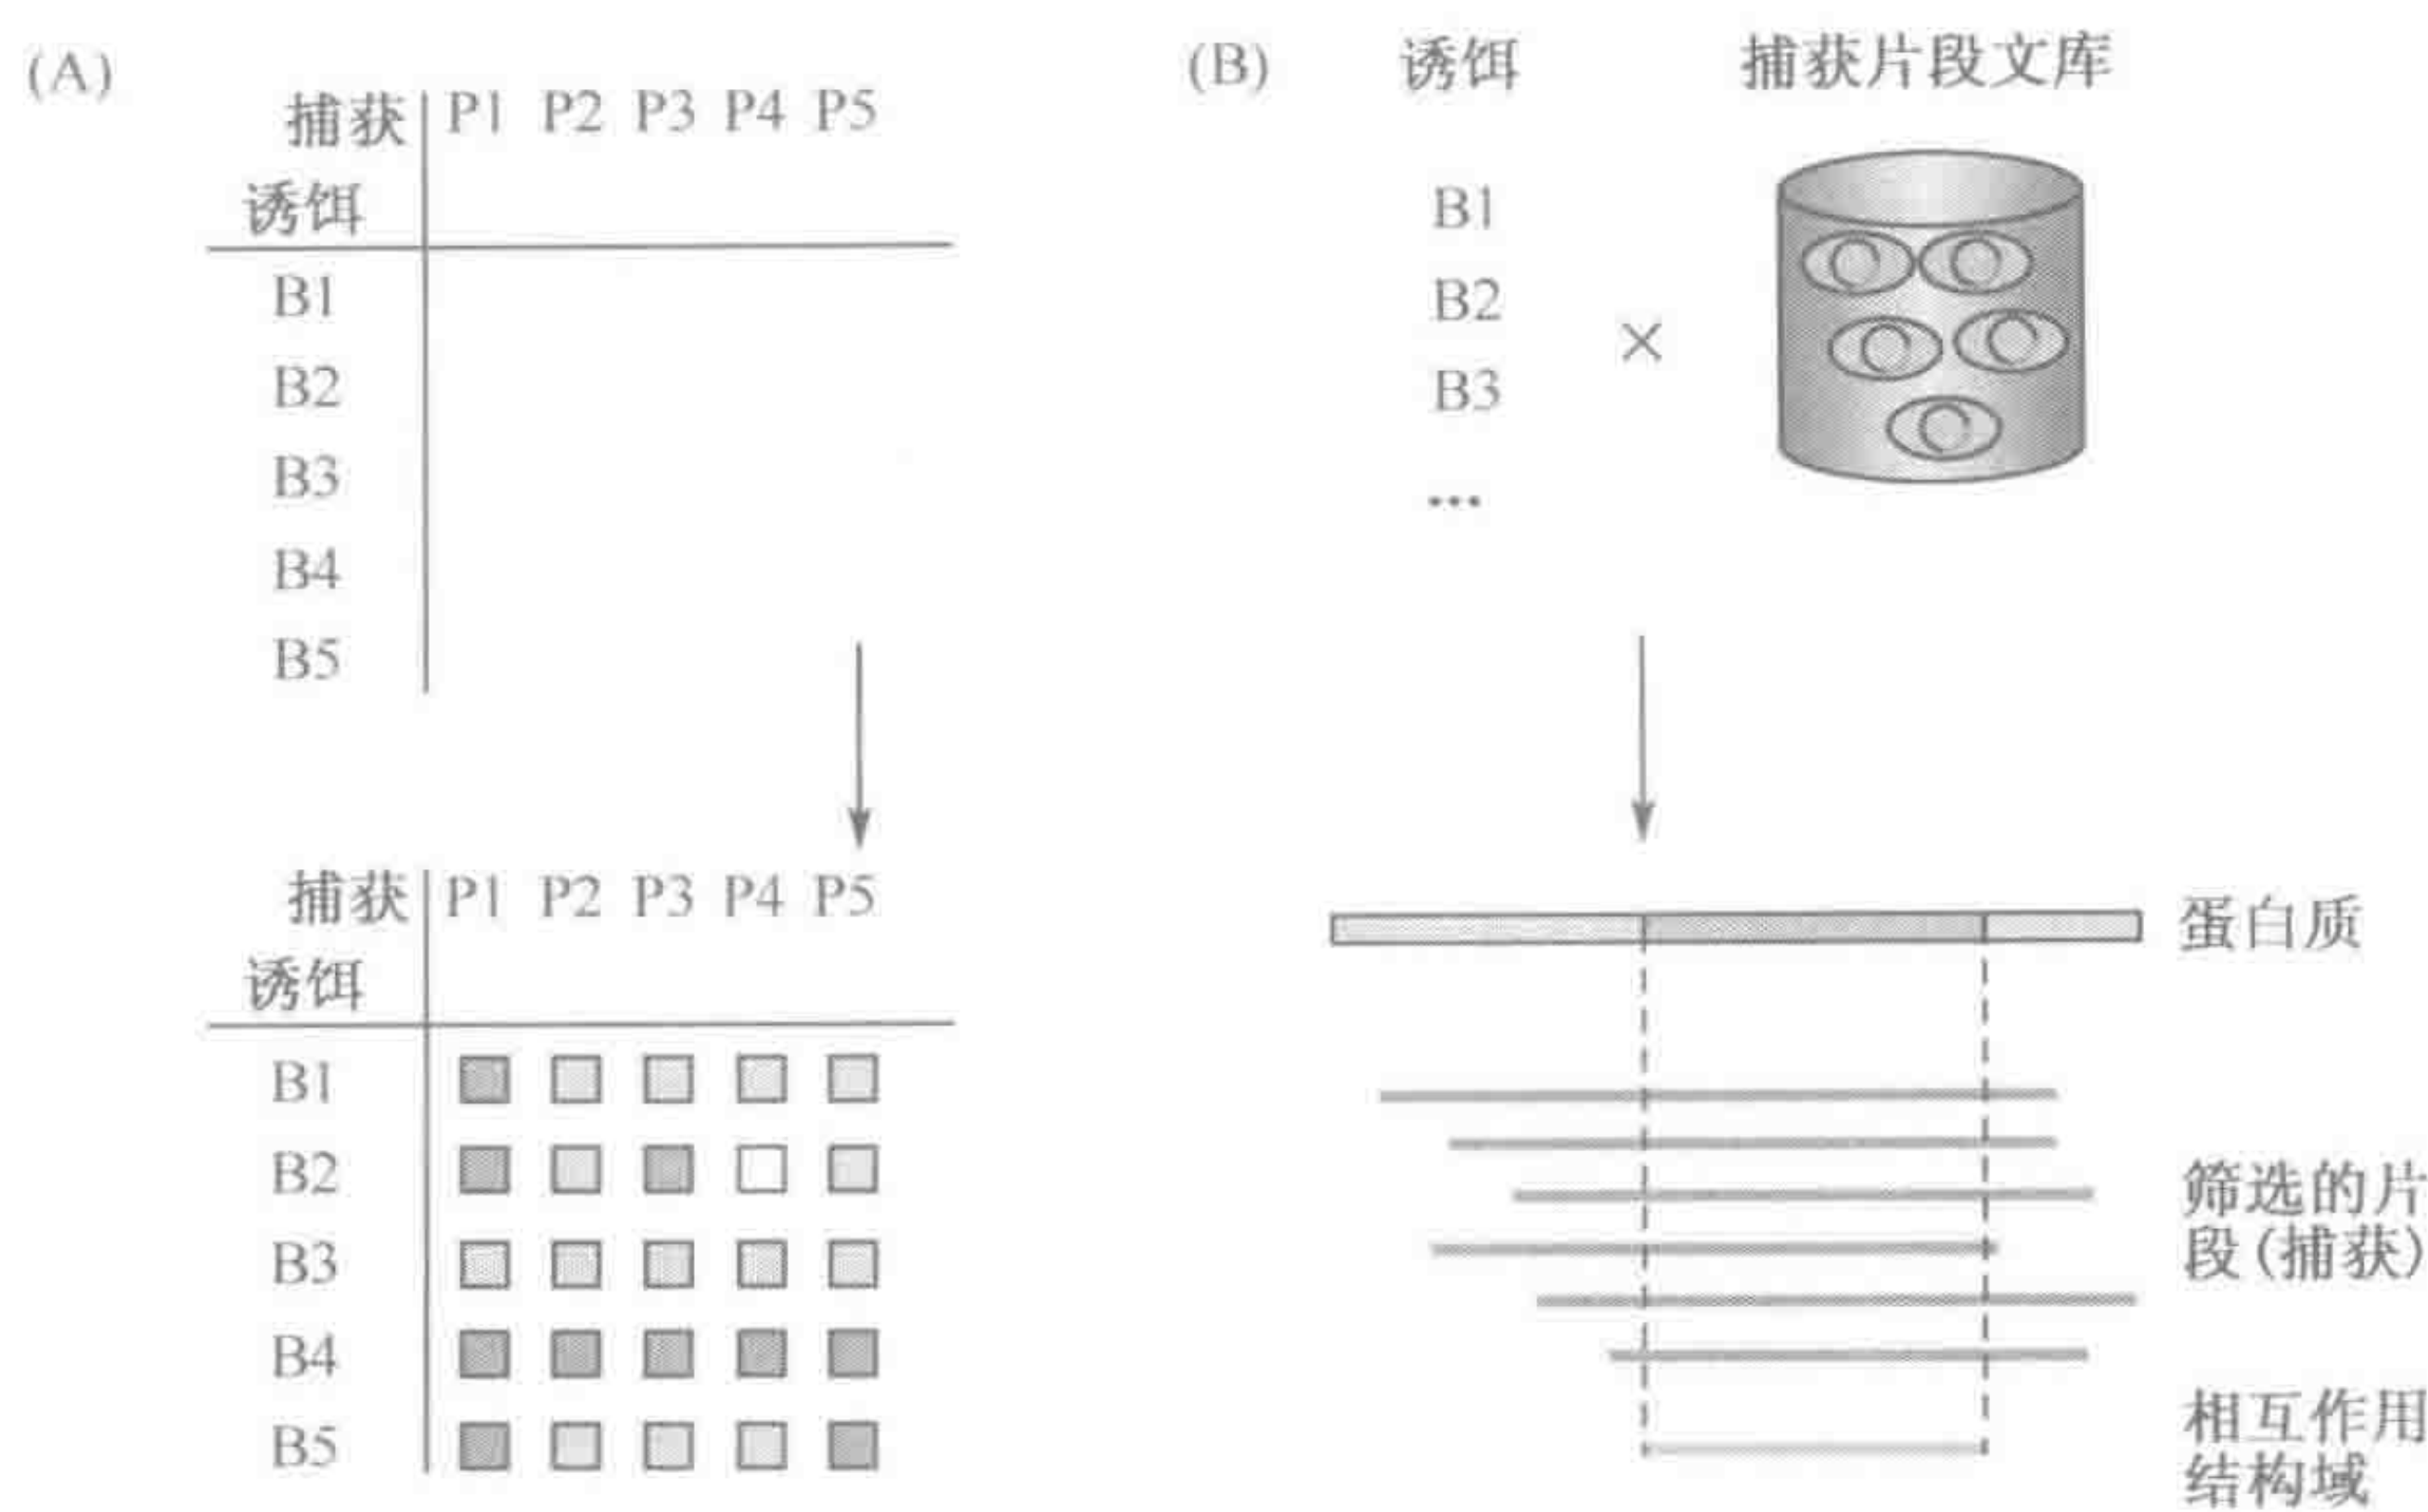 (A)
捕获 P1 P2 P3 P4 P5
诱饵
B1
B2
B3
B4
B5
捕获 P1 P2 P3 P4 P5
诱饵
B1
B2
B3
B4
B5
(B) 诱饵 捕获片段文库
B1
B2
×
B3
...
蛋白质
筛选的片
段(捕获)
相互作用
结构域